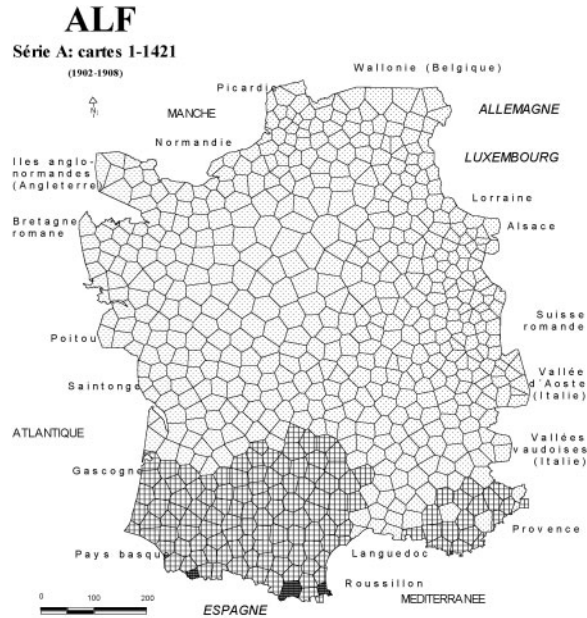 ALF
Série A: cartes 1-1421
(1902-1908)
Wallonie (Belgique)
Picardie
MANCHE
ALLEMAGNE
Normandie
LUXEMBOURG
Iles anglo-
normandes
(Angleterre
Lorraine
Bretagne
romane
Alsace
Suisse
romande
Poitou
Vallée
d'Aoste
(Italie)
Saintonge
ATLANTIQUE
Vallées
vaudoises
(Italie)
Gascogne
Provence
Pays basque
Languedoc
Roussillon
MEDITERRANEE
0 100 200
ESPAGNE